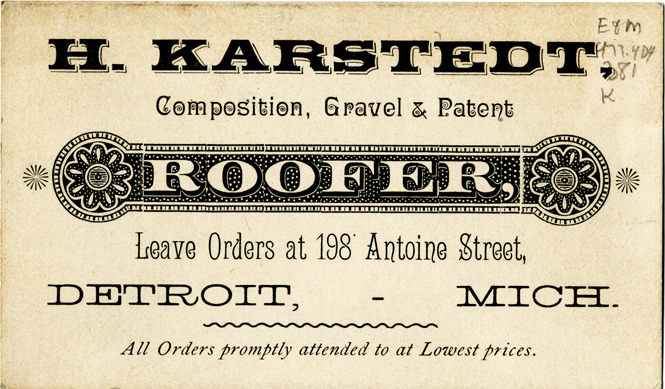 H. KARSTEDT,
Composition, Gravel & Patent
ROOFER,
Leave Orders at 198 Antoine Street,
DETROIT, - MICH.
All Orders promptly attended to at Lowest prices.
E&M
K